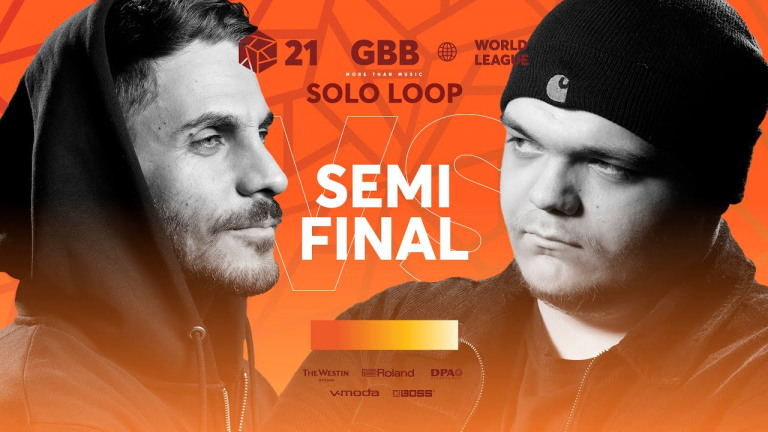 21
GBB
WORLD
LEAGUE
MORE THAN MUSIC
SOLO LOOP
VS
SEMI
FINAL
THE WESTIN
Roland
DPA
V-MODA
BOSS